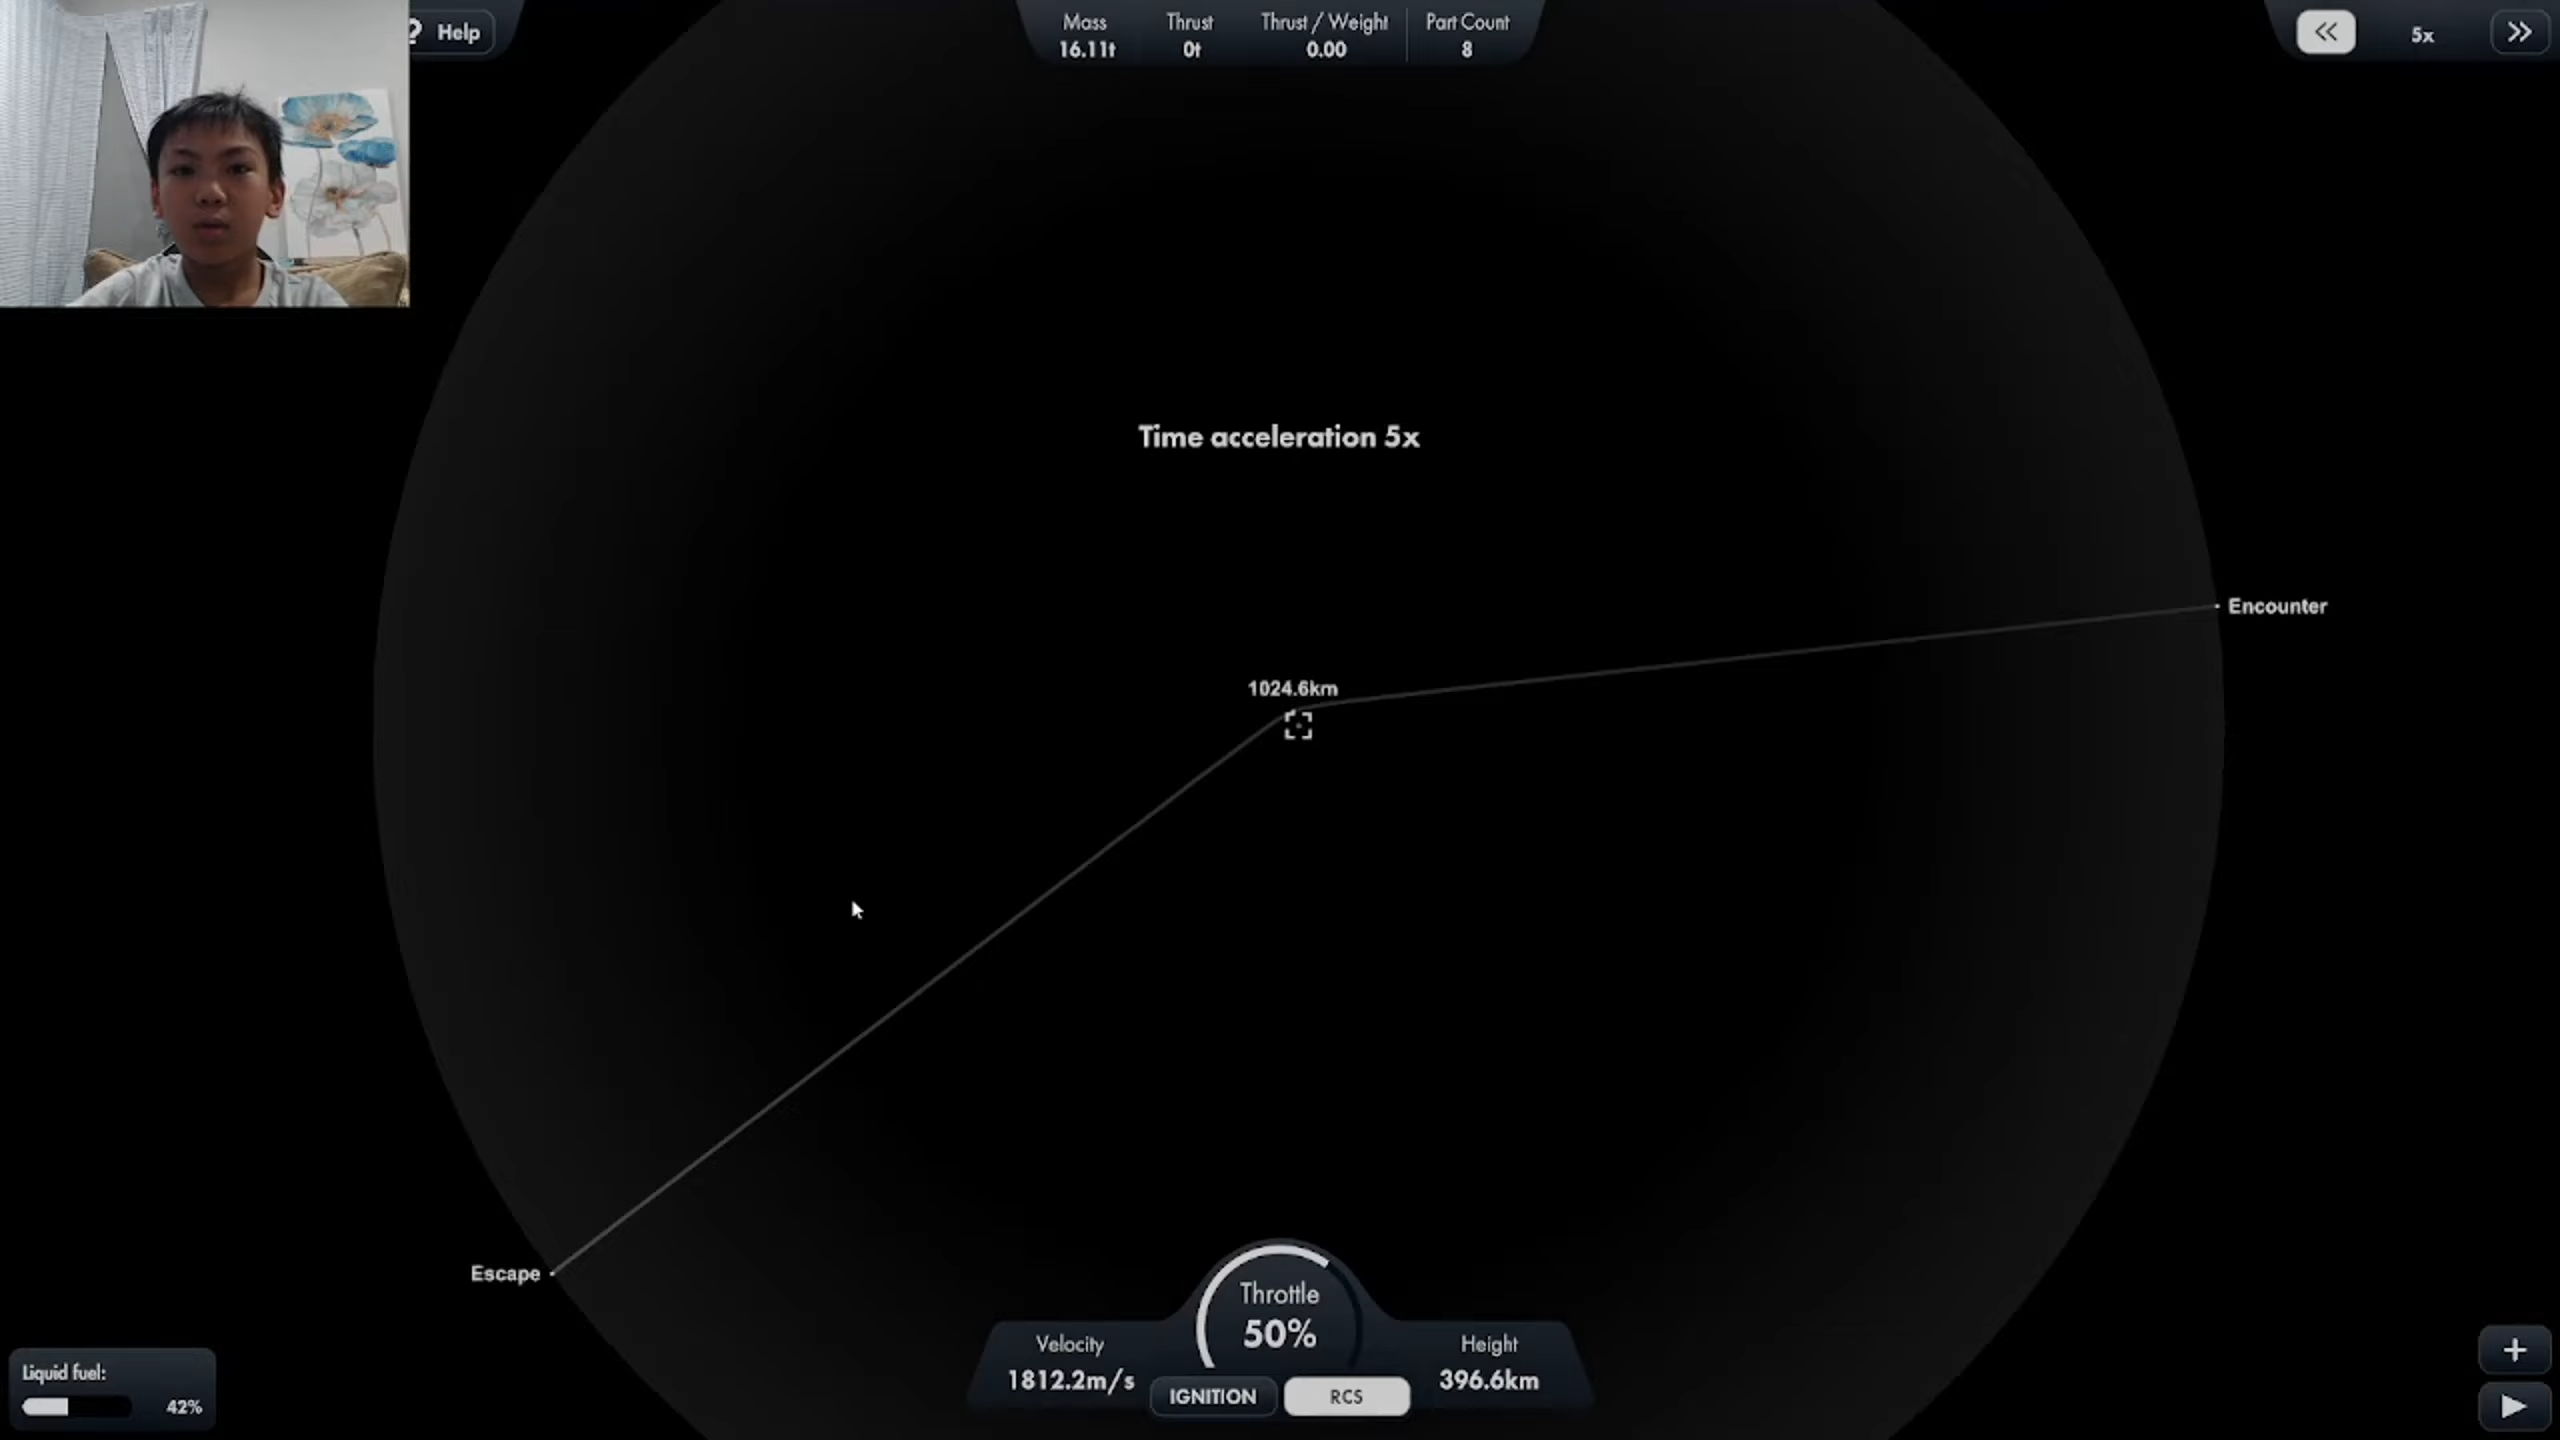 ? Help
Mass
16.11t
Thrust
0t
Thrust / Weight
0.00
Part Count
8
5x
Time acceleration 5x
Encounter
1024.6km
Escape
Throttle
50%
Velocity
1812.2m/s
IGNITION
RCS
Height
396.6km
Liquid fuel:
42%